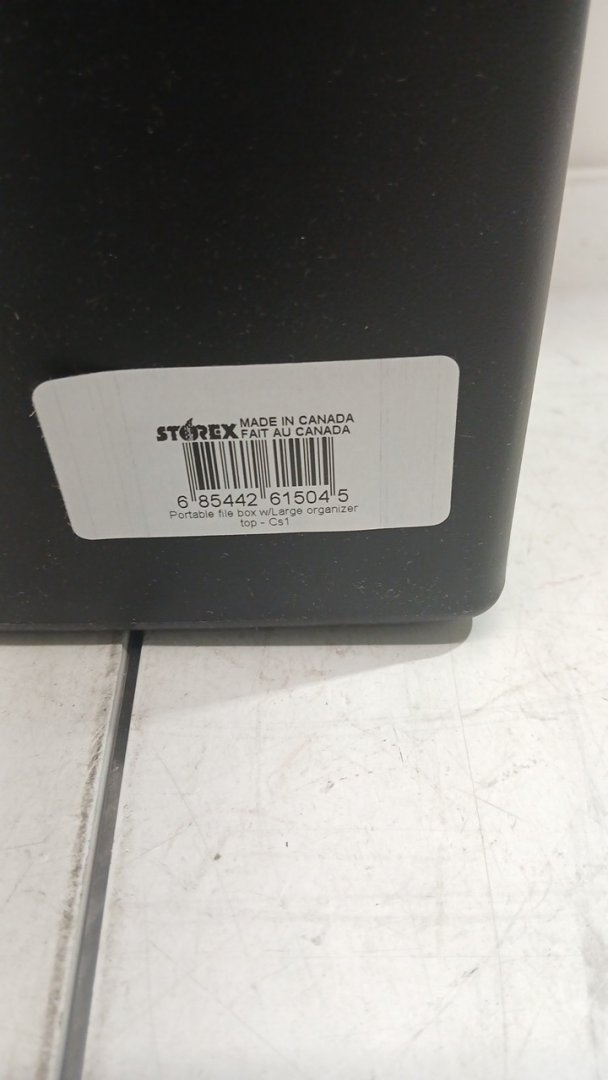 STOREX MADE IN CANADA
FAIT AU CANADA
6 85442 61504 5
Portable file box w/Large organizer
top - Cs1